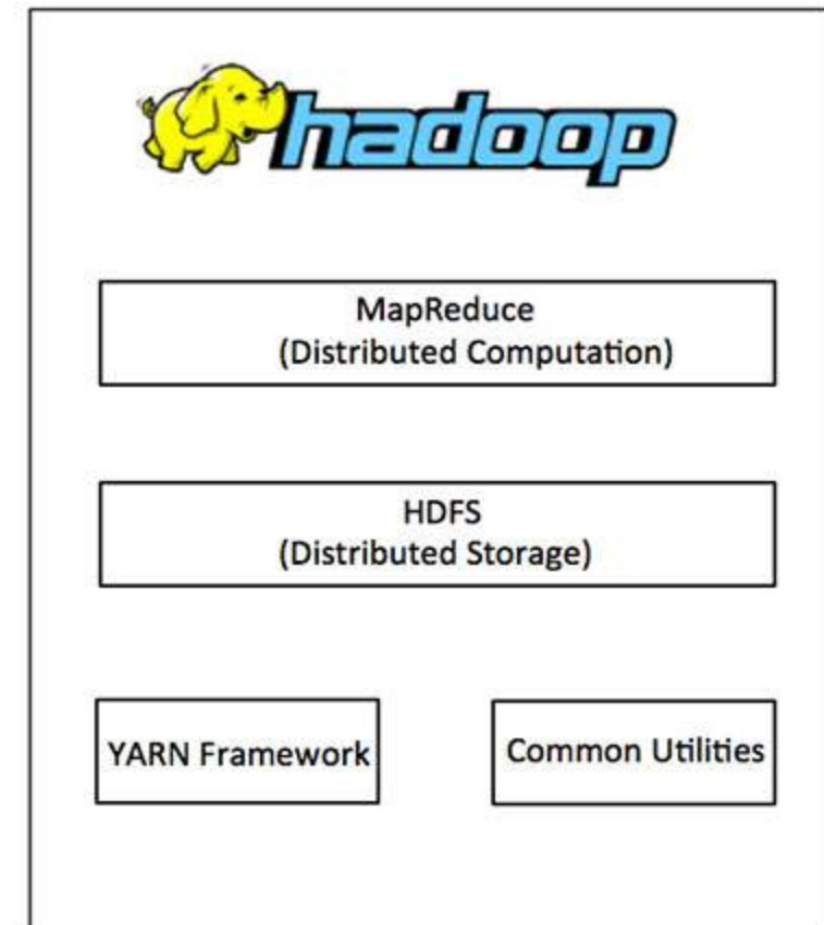 hadoop
MapReduce
(Distributed Computation)
HDFS
(Distributed Storage)
YARN Framework
Common Utilities